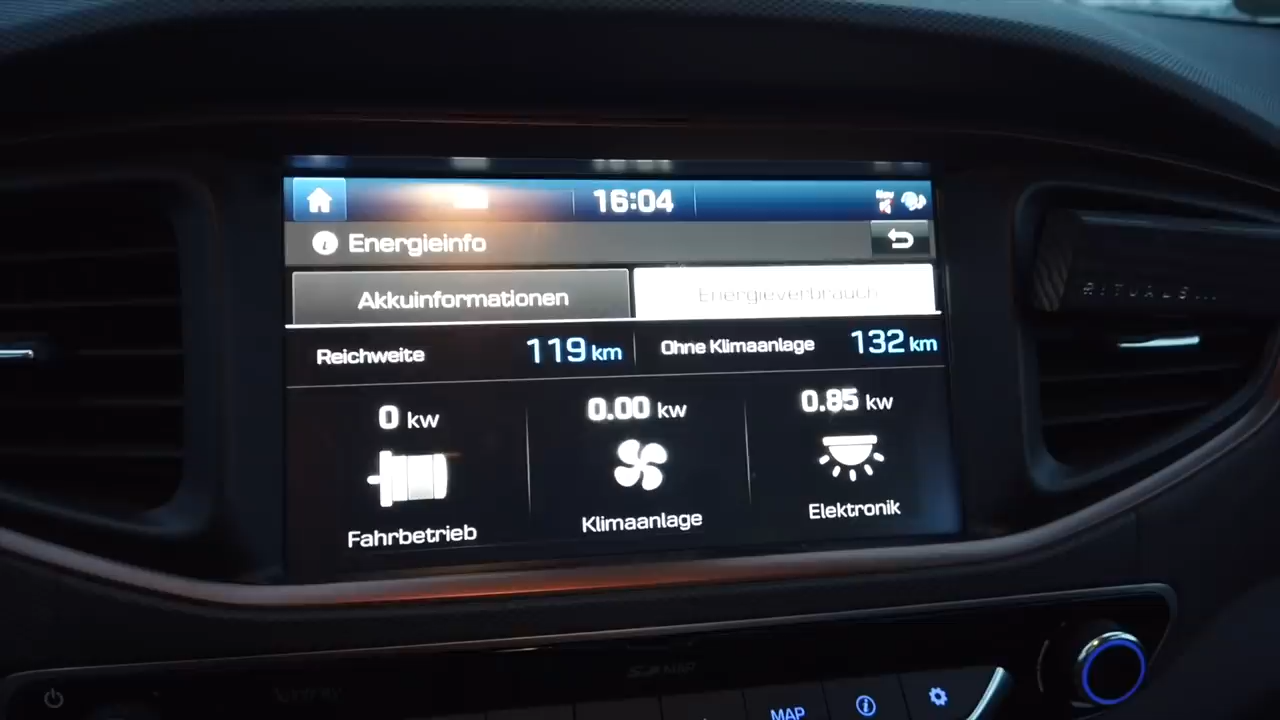 16:04
Energieinfo
Akkuinformationen
Energieverbrauch
Reichweite 119 km
Ohne Klimaanlage 132 km
0 kw
0.00 kw
0.85 kw
Fahrbetrieb
Klimaanlage
Elektronik
RITUALS...
MAP